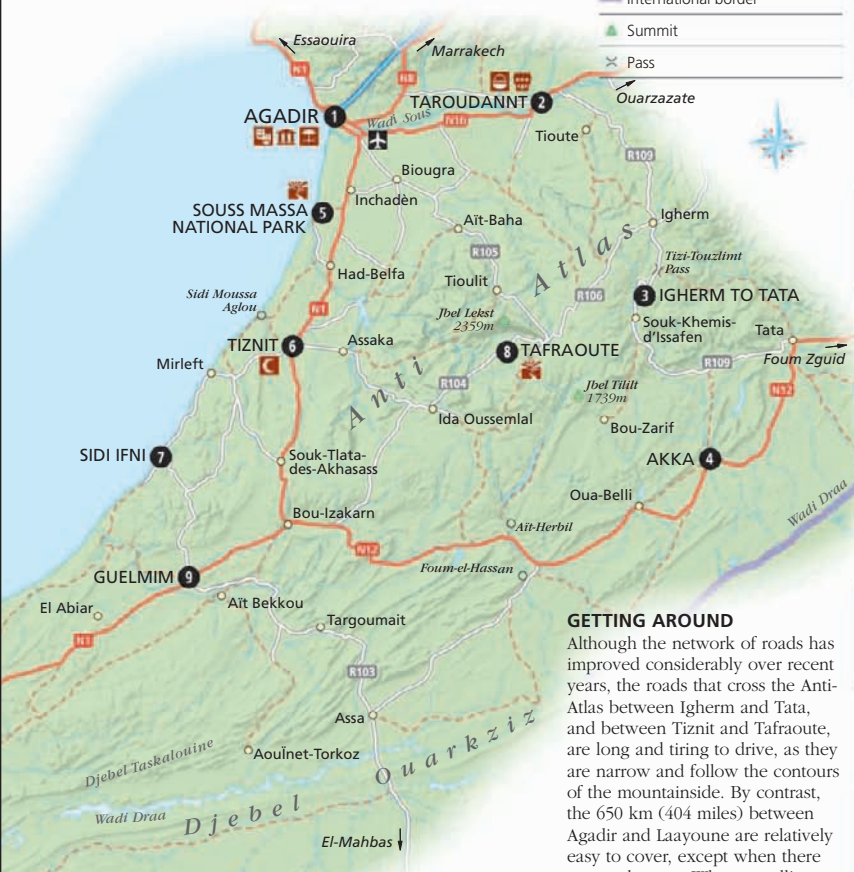 International border
Summit
Pass
Essaouira
Marrakech
N1
N8
Ouarzazate
AGADIR
1
TAROUDANNT
2
Wadi Sous
N10
Tioute
R109
Biougra
Inchadèn
SOUSS MASSA
NATIONAL PARK
5
Aït-Baha
Igherm
R105
Atlas
Tizi-Touzlimt
Pass
Had-Belfa
Tioulit
R106
3
IGHERM TO TATA
Sidi Moussa
Aglou
N1
Jbel Lekst
2359m
Souk-Khemis-
d'Issafen
Tata
TIZNIT
6
Assaka
8
TAFRAOUTE
Foum Zguid
Mirleft
R109
R104
Anti
Jbel Tililt
1739m
N12
Ida Oussemlal
Bou-Zarif
SIDI IFNI
7
Souk-Tlata-
des-Akhasass
AKKA
4
Oua-Belli
Wadi Draa
Bou-Izakarn
Aït-Herbil
N12
Foum-el-Hassan
GUELMIM
9
Aït Bekkou
El Abiar
Targoumait
N1
R103
Assa
Aouïnet-Torkoz
Djebel Taskalouine
Ouarkziz
Wadi Draa
Djebel
El-Mahbas
GETTING AROUND
Although the network of roads has
improved considerably over recent
years, the roads that cross the Anti-
Atlas between Igherm and Tata,
and between Tiznit and Tafraoute,
are long and tiring to drive, as they
are narrow and follow the contours
of the mountainside. By contrast,
the 650 km (404 miles) between
Agadir and Laayoune are relatively
easy to cover, except when there